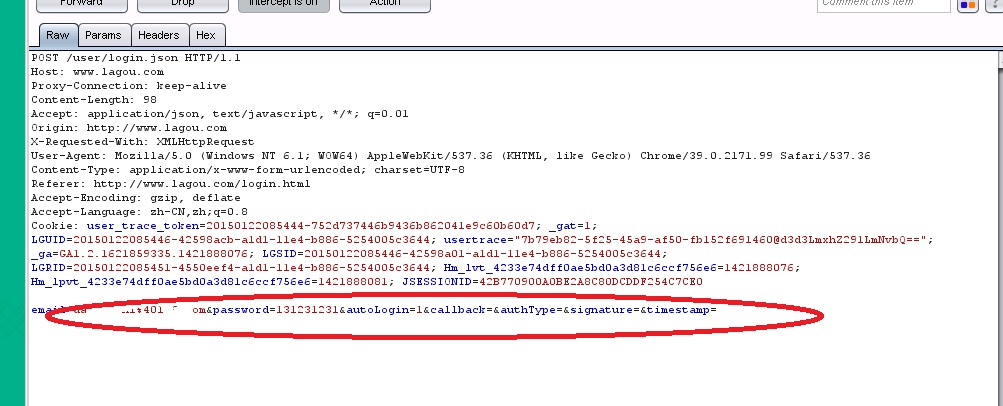 Forward Drop Intercept is on Action Comment this item ?
Raw Params Headers Hex
POST /user/login.json HTTP/1.1
Host: www.lagou.com
Proxy-Connection: keep-alive
Content-Length: 98
Accept: application/json, text/javascript, */*; q=0.01
Origin: http://www.lagou.com
X-Requested-With: XMLHttpRequest
User-Agent: Mozilla/5.0 (Windows NT 6.1; WOW64) AppleWebKit/537.36 (KHTML, like Gecko) Chrome/39.0.2171.99 Safari/537.36
Content-Type: application/x-www-form-urlencoded; charset=UTF-8
Referer: http://www.lagou.com/login.html
Accept-Encoding: gzip, deflate
Accept-Language: zh-CN,zh;q=0.8
Cookie: user_trace_token=20150122085444-752d737446b9436b862041e9c60b60d7; _gat=1;
LGUID=20150122085446-42598acb-a1d1-11e4-b886-5254005c3644; usertrace="7b79eb82-5f25-45a9-af50-fb152f691460@d3d3LmxhZ291LmNvbQ==";
_ga=GA1.2.1621859335.1421888076; LGSID=20150122085446-42598a01-a1d1-11e4-b886-5254005c3644;
LGRID=20150122085451-4550eef4-a1d1-11e4-b886-5254005c3644; Hm_lvt_4233e74dff0ae5bd0a3d81c6ccf756e6=1421888076;
Hm_lpvt_4233e74dff0ae5bd0a3d81c6ccf756e6=1421888081; JSESSIONID=42B770900A0BE2A8C80DCDDF254C7CE0
&password=131231231&autoLogin=1&callback=&authType=&signature=&timestamp=